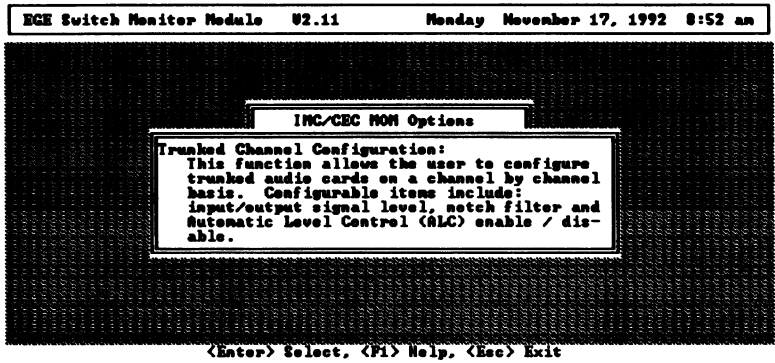 EGE Switch Monitor Module V2.11 Monday November 17, 1992 8:52 am
IMC/CEC MOM Options
Trunked Channel Configuration:
This function allows the user to configure
trunked audio cards on a channel by channel
basis. Configurable items include:
input/output signal level, notch filter and
Automatic Level Control (ALC) enable / dis-
able.
<Enter> Select, <F1> Help, <Esc> Exit